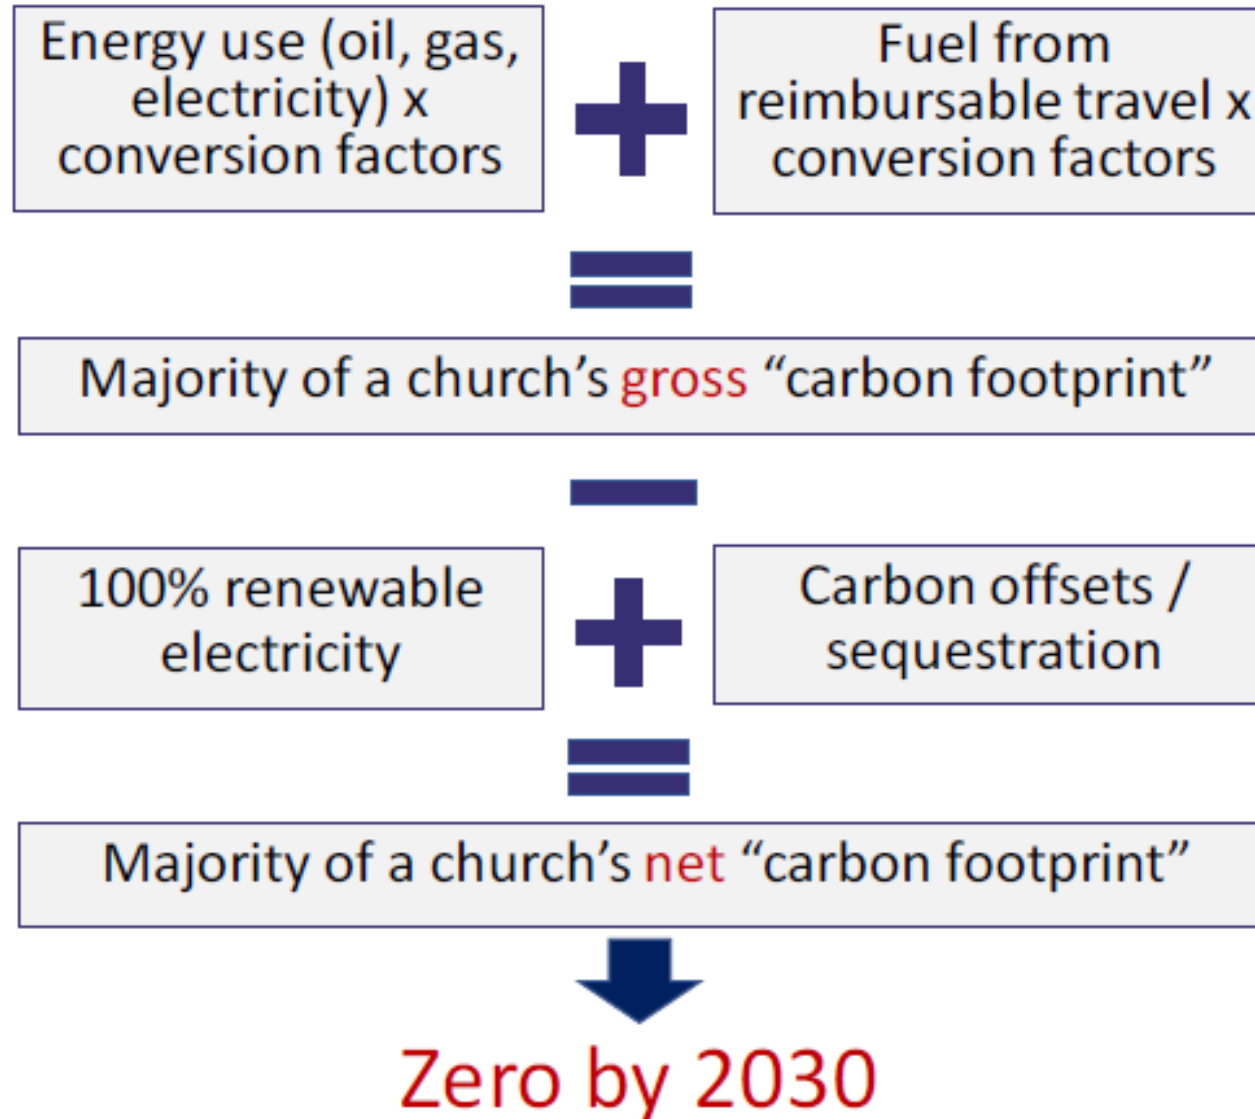 Energy use (oil, gas,
electricity) x
conversion factors
Fuel from
reimbursable travel x
conversion factors
Majority of a church’s gross “carbon footprint”
100% renewable
electricity
Carbon offsets /
sequestration
Majority of a church’s net “carbon footprint”
Zero by 2030